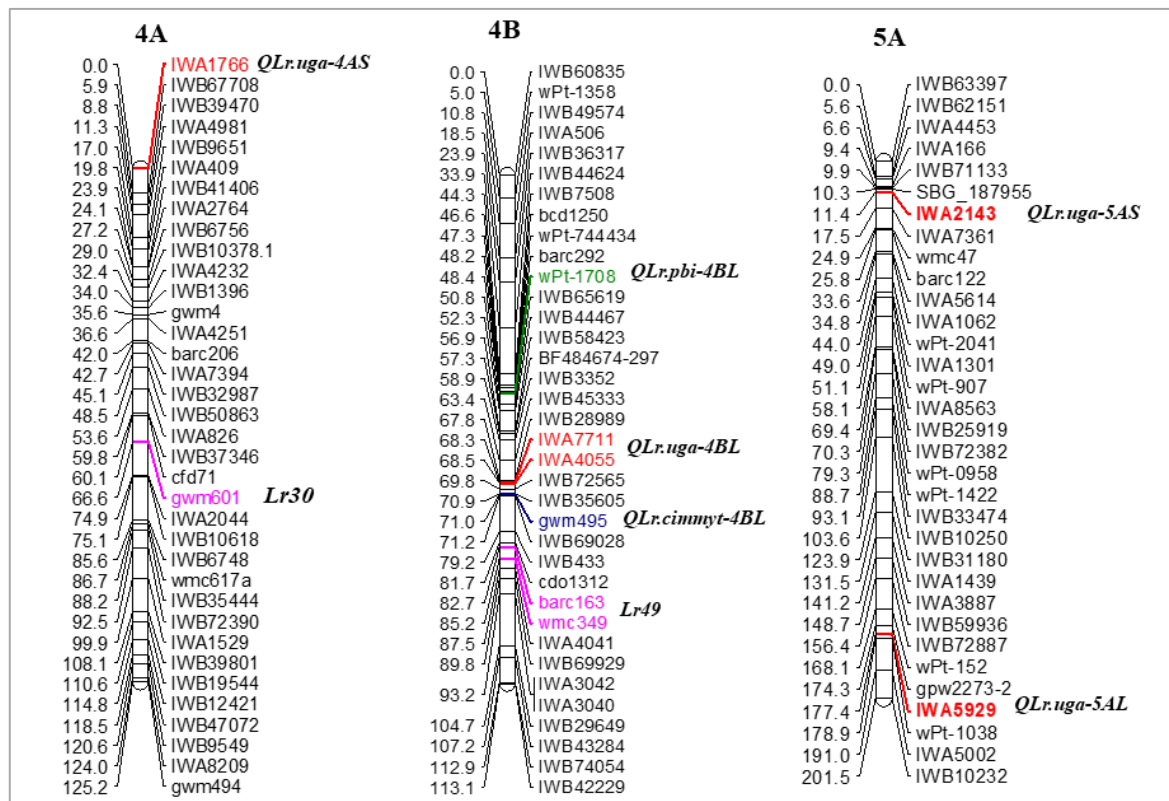 4A
0.0 IWA1766 QLr.uga-4AS
5.9 IWB67708
8.8 IWB39470
11.3 IWA4981
17.0 IWB9651
19.8 IWA409
23.9 IWB41406
24.1 IWA2764
27.2 IWB6756
29.0 IWB10378.1
32.4 IWA4232
34.0 IWB1396
35.6 gwm4
36.6 IWA4251
42.0 barc206
42.7 IWA7394
45.1 IWB32987
48.5 IWB50863
53.6 IWA826
59.8 IWB37346
60.1 cfd71
66.6 gwm601 Lr30
74.9 IWA2044
75.1 IWB10618
85.6 IWB6748
86.7 wmc617a
88.2 IWB35444
92.5 IWB72390
99.9 IWA1529
108.1 IWB39801
110.6 IWB19544
114.8 IWB12421
118.5 IWB47072
120.6 IWB9549
124.0 IWA8209
125.2 gwm494
4B
0.0 IWB60835
5.0 wPt-1358
10.8 IWB49574
18.5 IWA506
23.9 IWB36317
33.9 IWB44624
44.3 IWB7508
46.6 bcd1250
47.3 wPt-744434
48.2 barc292
48.4 wPt-1708 QLr.pbi-4BL
50.8 IWB65619
52.3 IWB44467
56.9 IWB58423
57.3 BF484674-297
58.9 IWB3352
63.4 IWB45333
67.8 IWB28989
68.3 IWA7711 QLr.uga-4BL
68.5 IWA4055
69.8 IWB72565
70.9 IWB35605
71.0 gwm495 QLr.cimmyt-4BL
71.2 IWB69028
79.2 IWB433
81.7 cdo1312
82.7 barc163 Lr49
85.2 wmc349
87.5 IWA4041
89.8 IWB69929
93.2 IWA3042
IWA3040
104.7 IWB29649
107.2 IWB43284
112.9 IWB74054
113.1 IWB42229
5A
0.0 IWB63397
5.6 IWB62151
6.6 IWA4453
9.4 IWA166
9.9 IWB71133
10.3 SBG_187955
11.4 IWA2143 QLr.uga-5AS
17.5 IWA7361
24.9 wmc47
25.8 barc122
33.6 IWA5614
34.8 IWA1062
44.0 wPt-2041
49.0 IWA1301
51.1 wPt-907
58.1 IWA8563
69.4 IWB25919
70.3 IWB72382
79.3 wPt-0958
88.7 wPt-1422
93.1 IWB33474
103.6 IWB10250
123.9 IWB31180
131.5 IWA1439
141.2 IWA3887
148.7 IWB59936
156.4 IWB72887
168.1 wPt-152
174.3 gpw2273-2
177.4 IWA5929 QLr.uga-5AL
178.9 wPt-1038
191.0 IWA5002
201.5 IWB10232